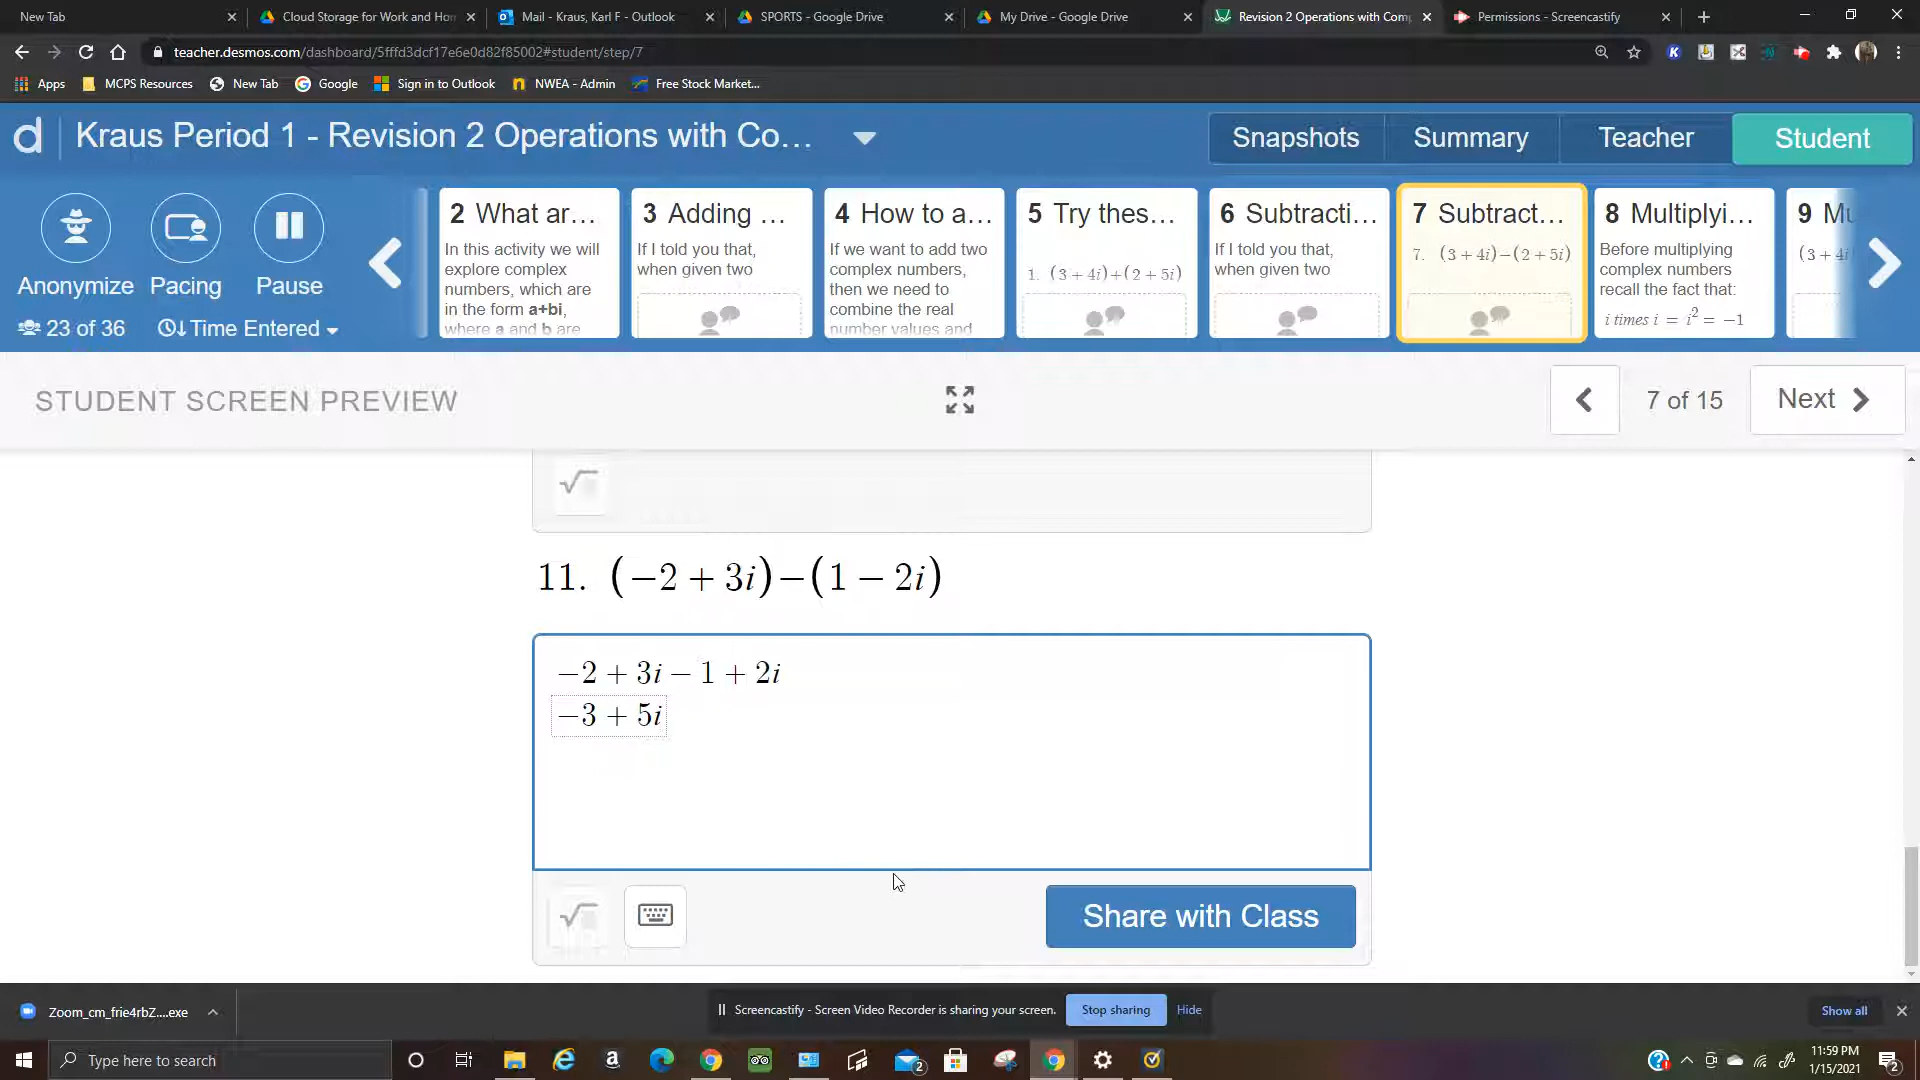 New Tab
Cloud Storage for Work and Hom
Mail - Kraus, Karl F - Outlook
SPORTS - Google Drive
My Drive - Google Drive
Revision 2 Operations with Comp
Permissions - Screencastify
teacher.desmos.com/dashboard/5fffd3dcf17e6e0d82f85002#student/step/7
Apps
MCPS Resources
New Tab
Google
Sign in to Outlook
NWEA - Admin
Free Stock Market...
d Kraus Period 1 - Revision 2 Operations with Co...
Snapshots
Summary
Teacher
Student
Anonymize
Pacing
Pause
23 of 36
Time Entered
2 What ar...
In this activity we will
explore complex
numbers, which are
in the form a+bi,
where a and b are
3 Adding ...
If I told you that,
when given two
4 How to a...
If we want to add two
complex numbers,
then we need to
combine the real
number values and
5 Try thes...
1. (3+4i)+(2+5i)
6 Subtracti...
If I told you that,
when given two
7 Subtract...
7. (3+4i)−(2+5i)
8 Multiplyi...
Before multiplying
complex numbers
recall the fact that:
i times i = i² = −1
9 Mu
(3+4i
STUDENT SCREEN PREVIEW
7 of 15
Next
11. (−2 + 3i)−(1 − 2i)
−2 + 3i − 1 + 2i
−3 + 5i
Share with Class
Zoom_cm_frie4rbZ....exe
Screencastify - Screen Video Recorder is sharing your screen.
Stop sharing
Hide
Show all
Type here to search
2
11:59 PM
1/15/2021
2